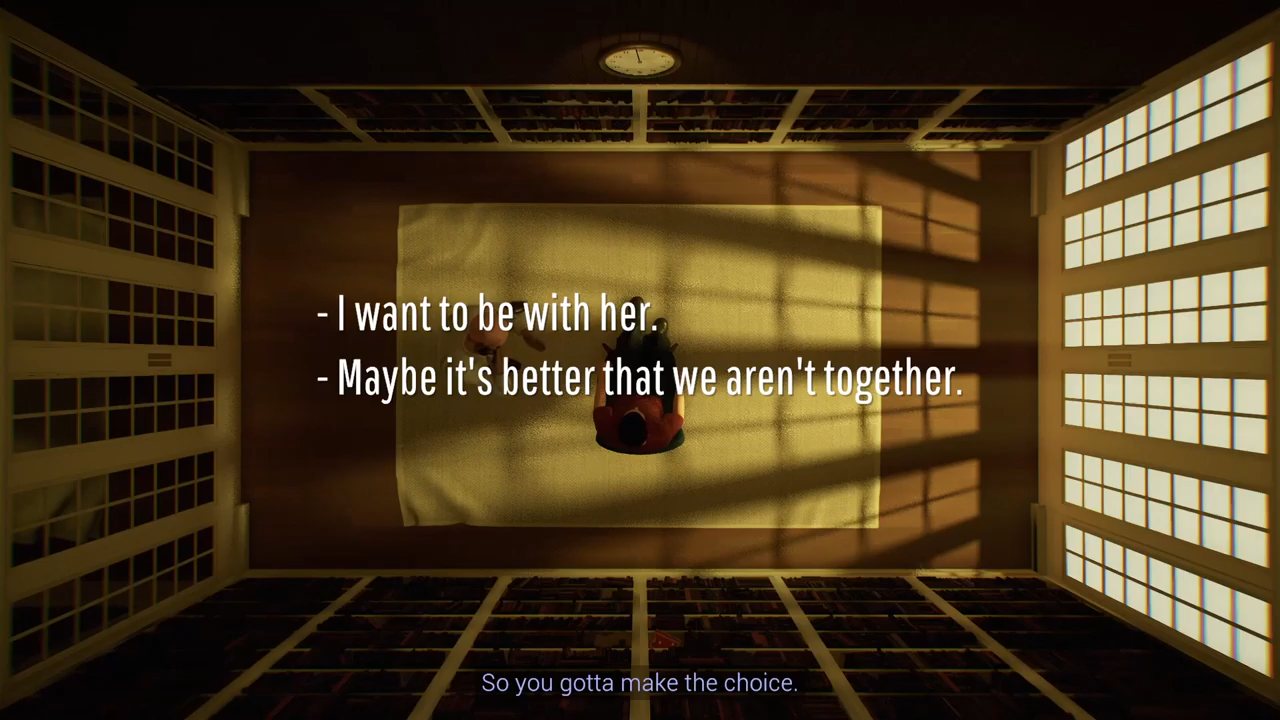 - I want to be with her.
- Maybe it's better that we aren't together.
So you gotta make the choice.